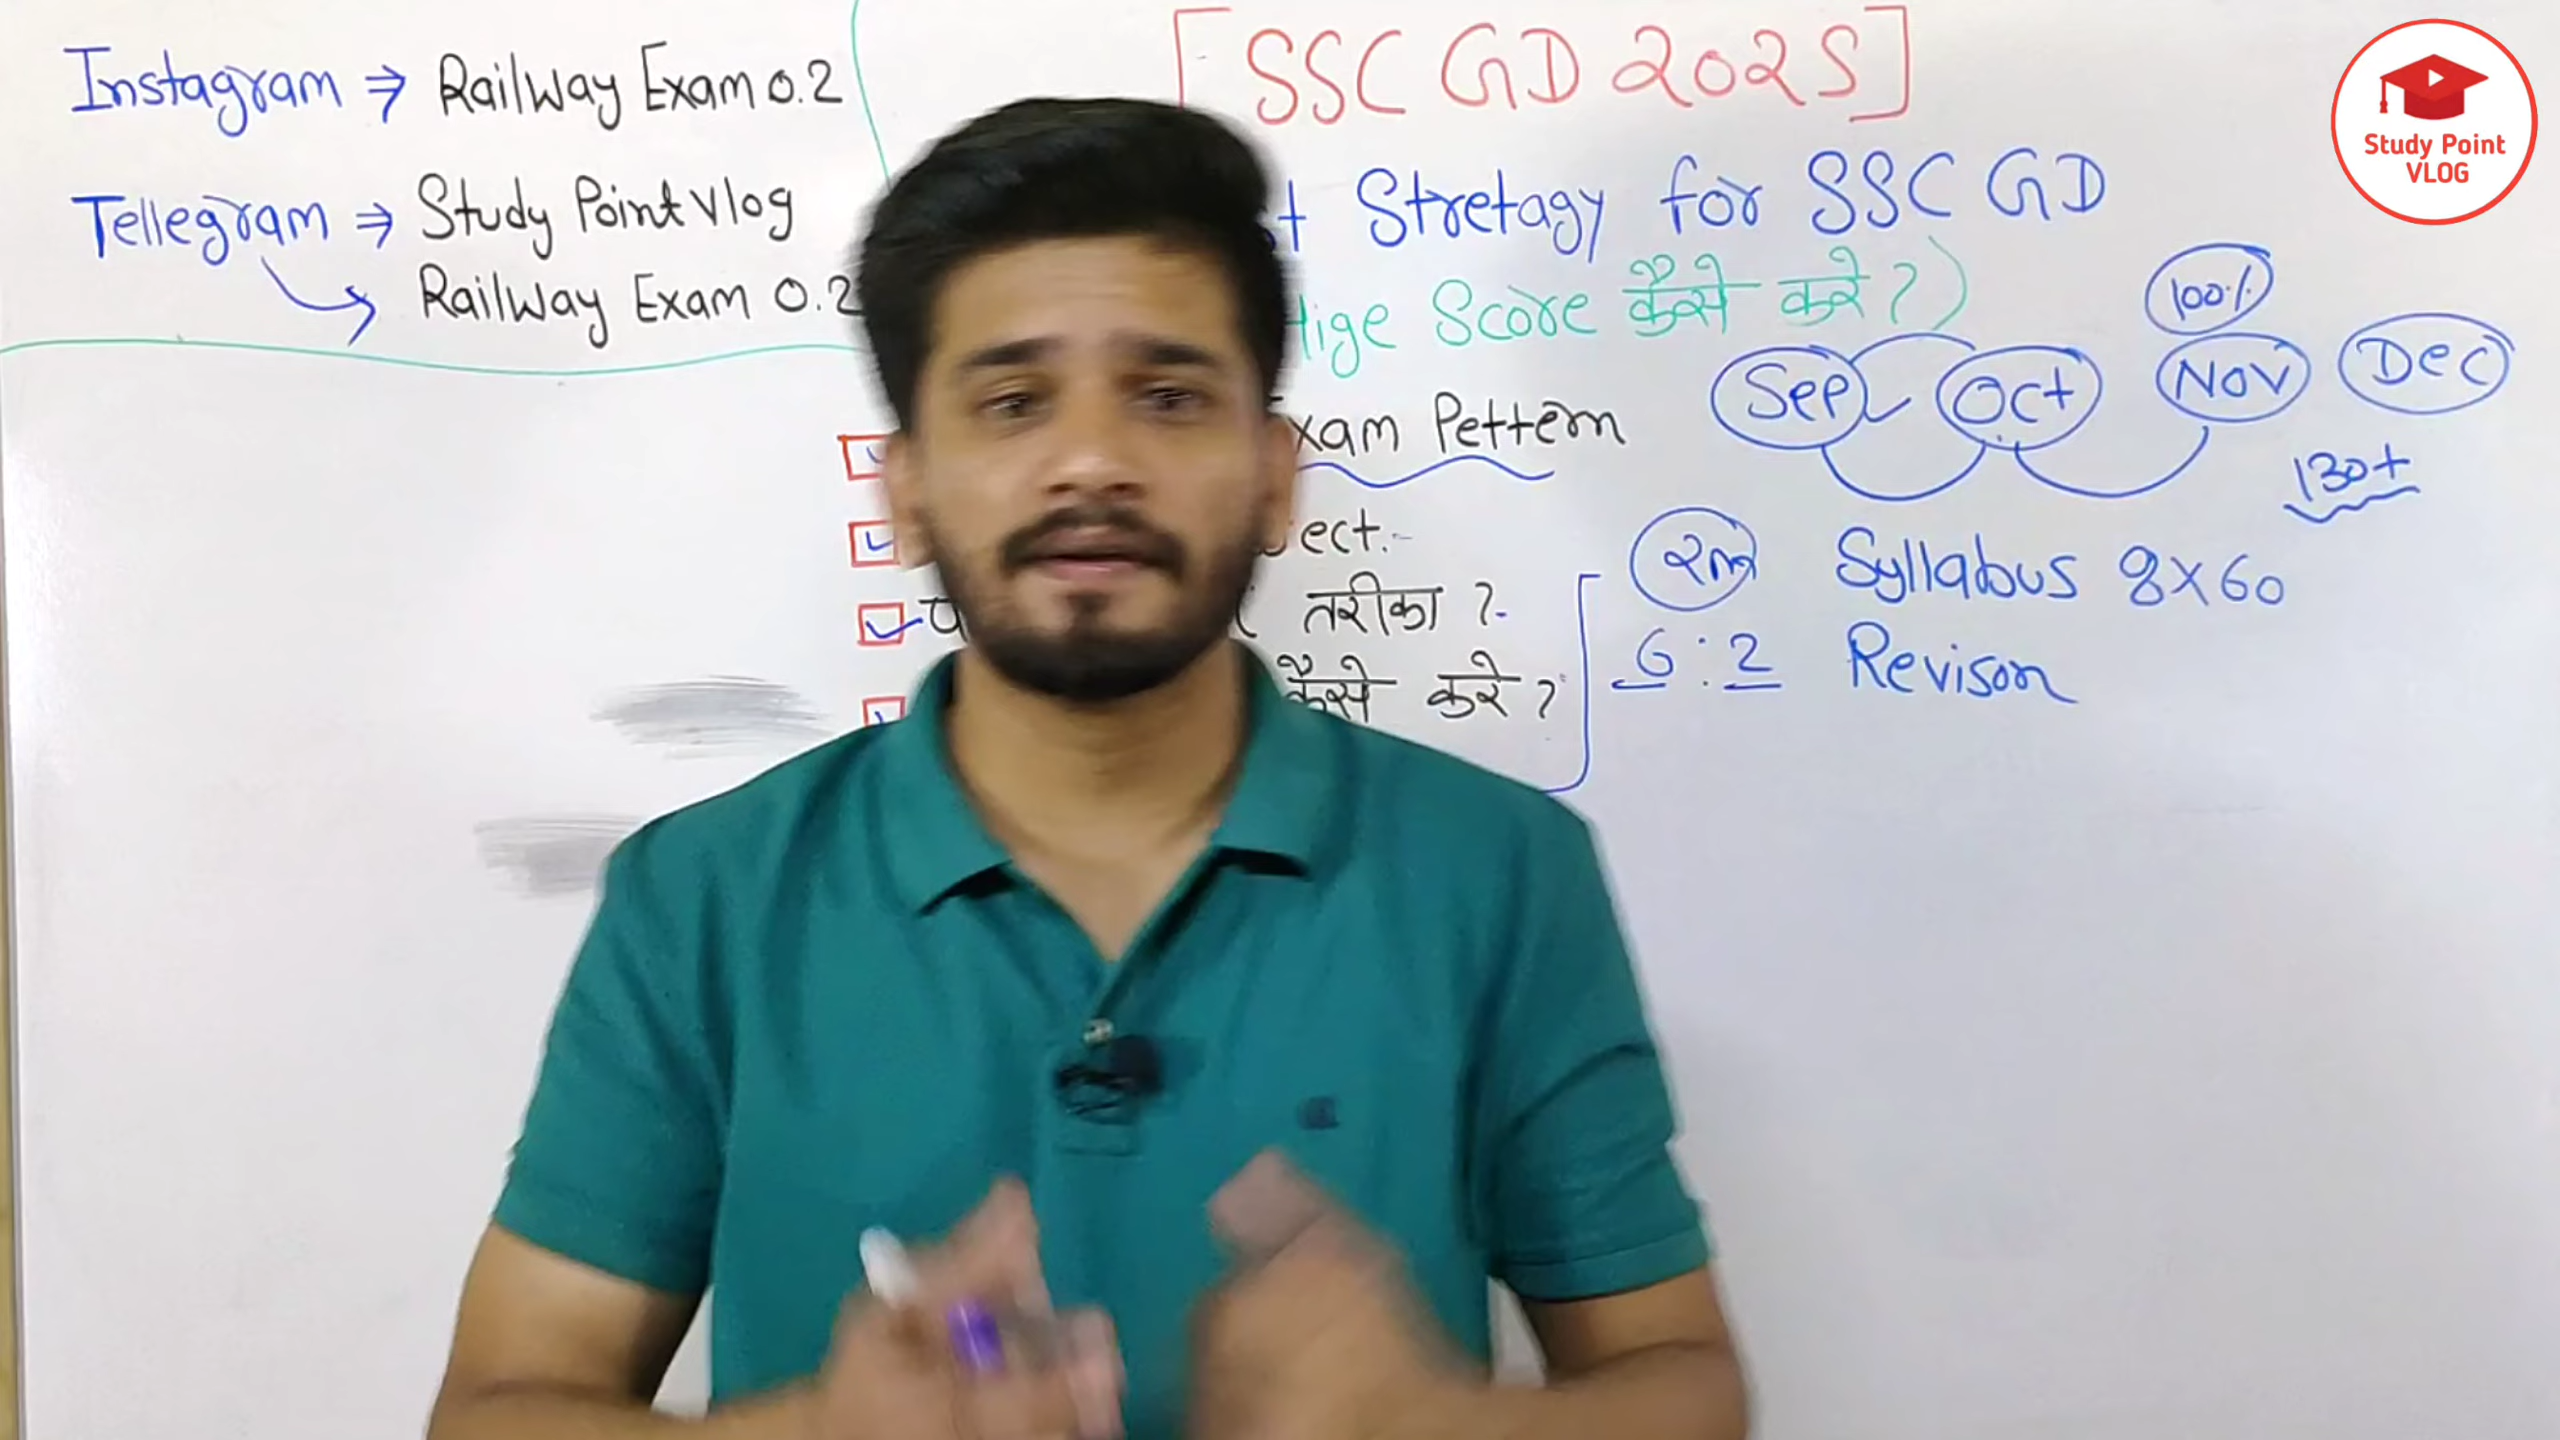 Instagram ⇒ Railway Exam 0.2
Tellegram ⇒ Study Point Vlog
Railway Exam 0.2
[SSC GD 2025]
Stretagy for SSC GD
Hige Score कैसे करे ?)
xam Pettern
ect.
तरीका ?
कैसे करे ?
100%
Sep Oct Nov Dec
130+
2m Syllabus 8x60
6:2 Revison
Study Point
VLOG